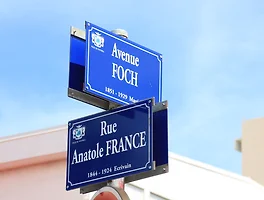 Avenue
FOCH
1851 - 1929 Mar
Rue
Anatole FRANCE
1844 - 1924 Ecrivain